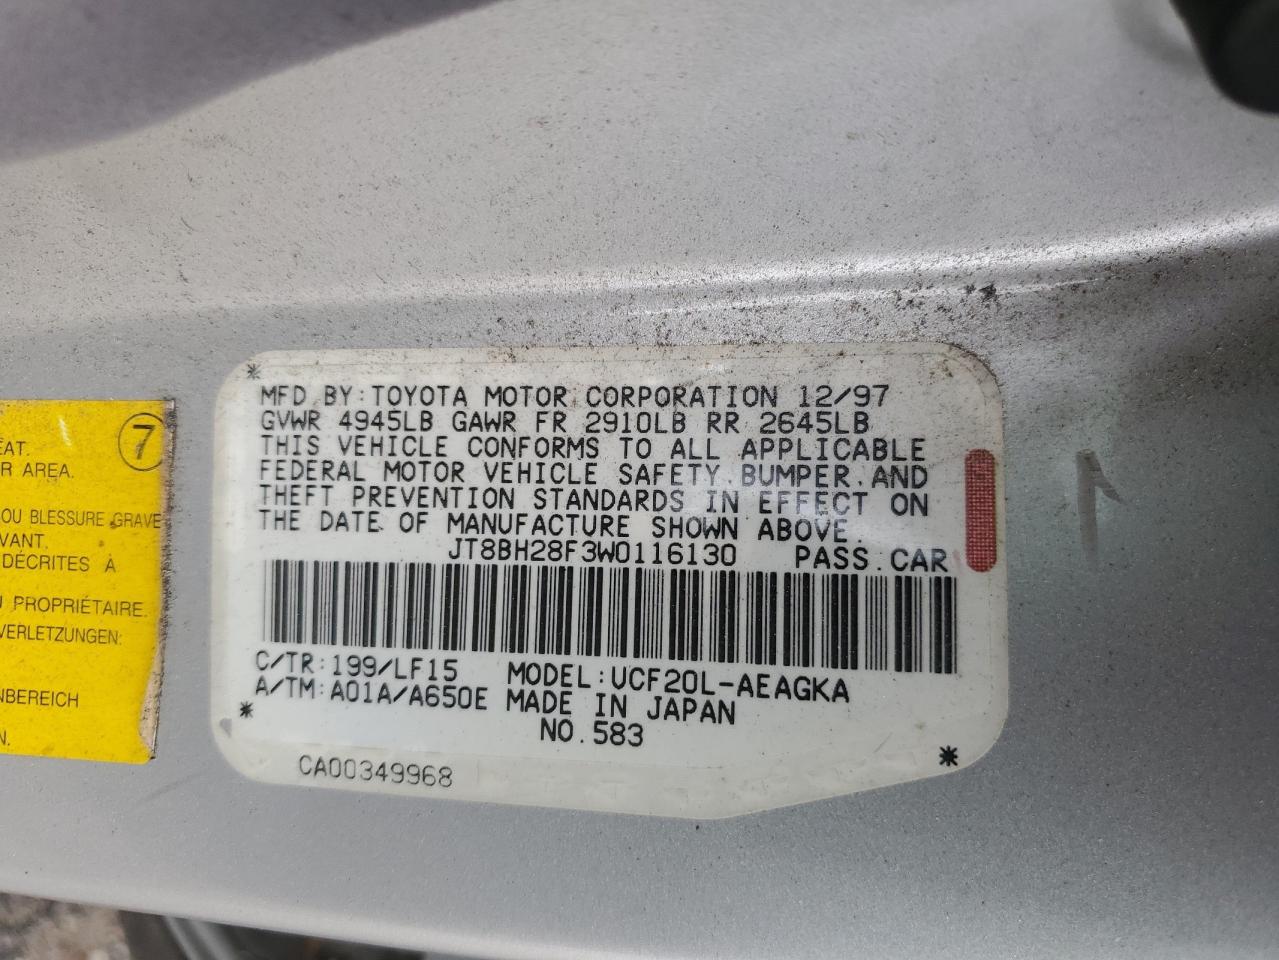 *
MFD BY: TOYOTA MOTOR CORPORATION 12/97
GVWR 4945LB GAWR FR 2910LB RR 2645LB
THIS VEHICLE CONFORMS TO ALL APPLICABLE
FEDERAL MOTOR VEHICLE SAFETY. BUMPER. AND
THEFT PREVENTION STANDARDS IN EFFECT ON
THE DATE OF MANUFACTURE SHOWN ABOVE.
JT8BH28F3W0116130 PASS. CAR
C/TR: 199/LF15 MODEL: UCF20L-AEAGKA
A/TM: A01A/A650E MADE IN JAPAN
*
NO. 583
*
CA00349968
7
EAT.
R AREA.
OU BLESSURE GRAVE
VANT.
DÉCRITES À
U PROPRIÉTAIRE.
VERLETZUNGEN:
NBEREICH
N.